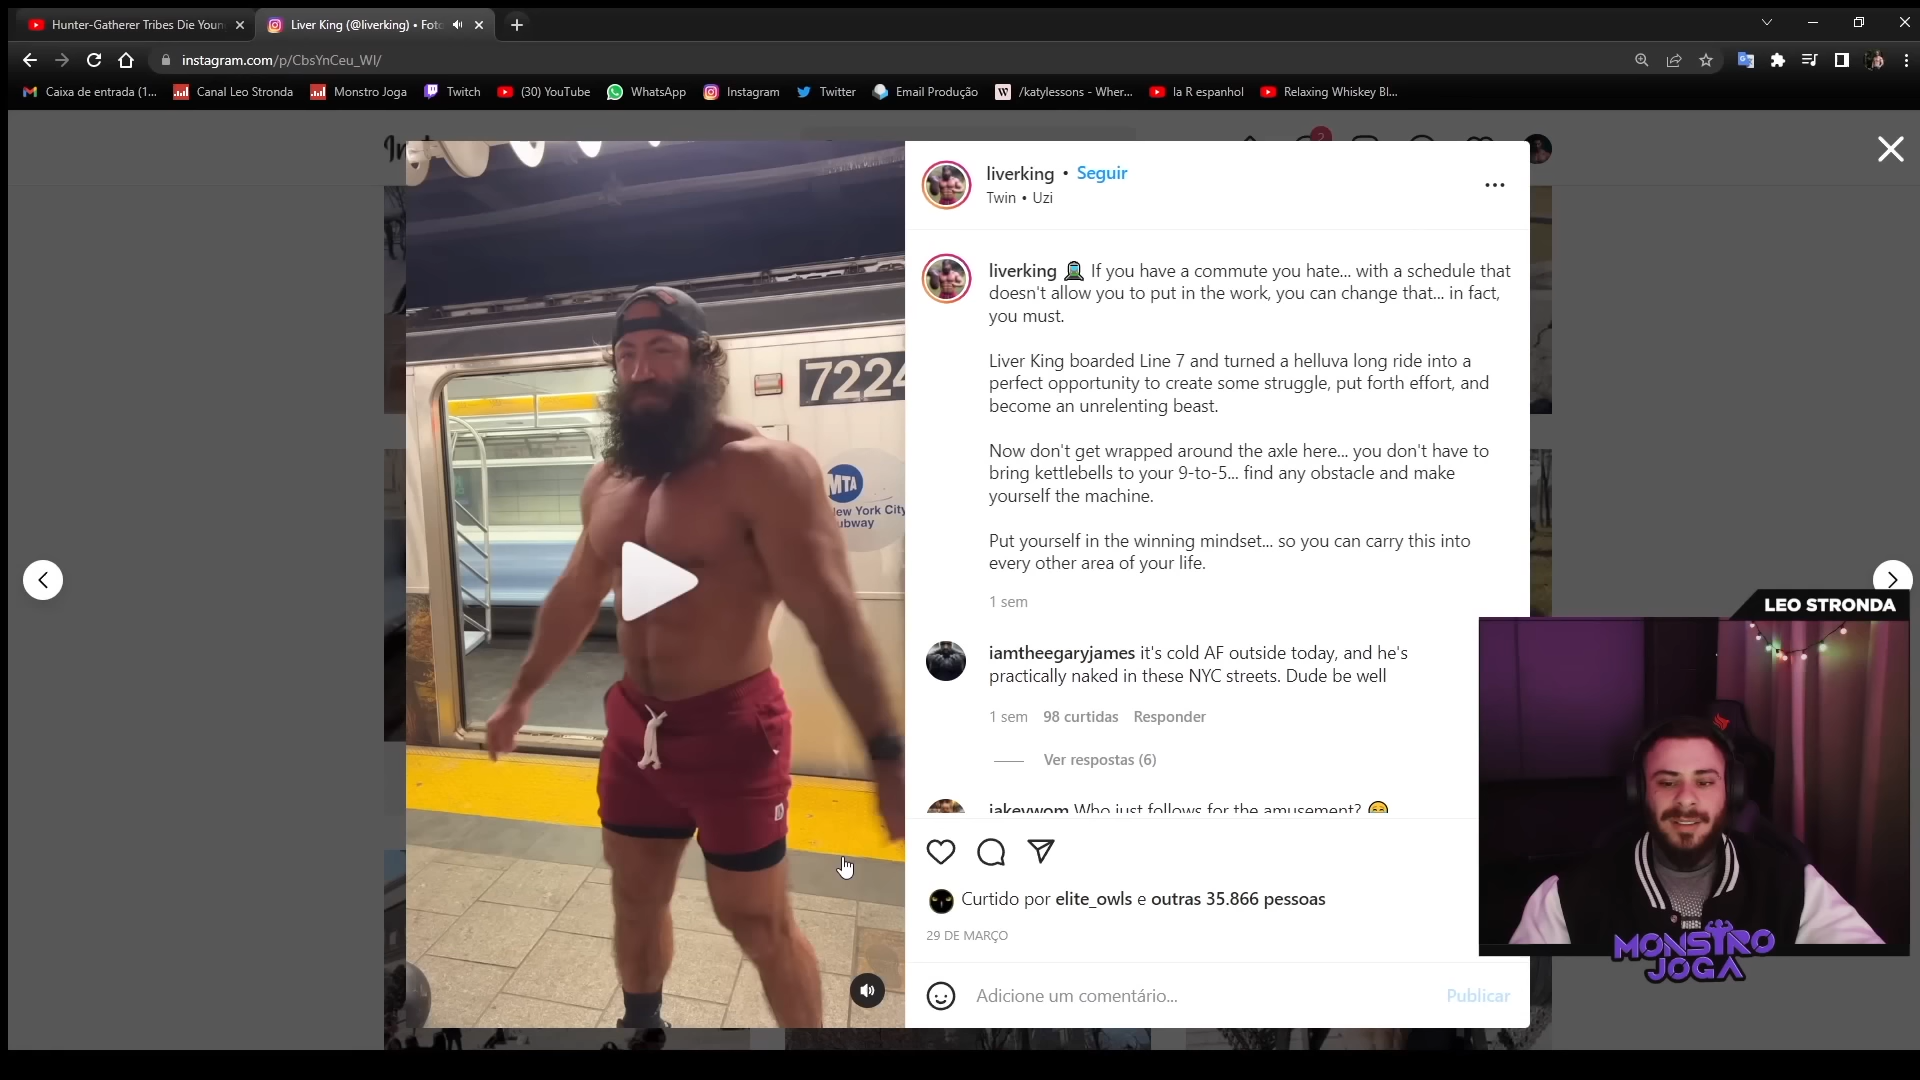 Hunter-Gatherer Tribes Die Youn
Liver King (@liverking) • Foto
instagram.com/p/CbsYnCeu_WI/
Caixa de entrada (1...
Canal Leo Stronda
Monstro Joga
Twitch
(30) YouTube
WhatsApp
Instagram
Twitter
Email Produção
/katylessons - Wher...
la R espanhol
Relaxing Whiskey Bl...
2
7224
MTA
ew York City
ubway
liverking • Seguir
Twin • Uzi
liverking If you have a commute you hate... with a schedule that
doesn't allow you to put in the work, you can change that... in fact,
you must.
Liver King boarded Line 7 and turned a helluva long ride into a
perfect opportunity to create some struggle, put forth effort, and
become an unrelenting beast.
Now don't get wrapped around the axle here... you don't have to
bring kettlebells to your 9-to-5... find any obstacle and make
yourself the machine.
Put yourself in the winning mindset... so you can carry this into
every other area of your life.
1 sem
iamtheegaryjames it's cold AF outside today, and he's
practically naked in these NYC streets. Dude be well
1 sem 98 curtidas Responder
Ver respostas (6)
jakeywom Who just follows for the amusement? 😁
Curtido por elite_owls e outras 35.866 pessoas
29 DE MARÇO
Adicione um comentário...
Publicar
LEO STRONDA
MONSTRO
JOGA